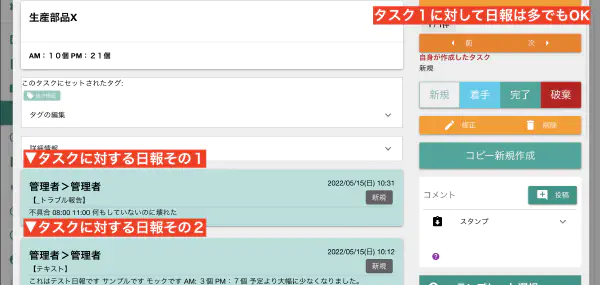 タスク１に対して日報は多でもOK
生産部品X
AM：１０個 PM：２１個
前
次
自身が作成したタスク
新規
新規
着手
完了
破棄
このタスクにセットされたタグ:
タグの編集
修正
削除
詳細情報
コピー新規作成
▼タスクに対する日報その１
管理者＞管理者
2022/05/15(日) 10:31
【_トラブル報告】
新規
不具合 08:00 11:00 何もしていないのに壊れた
コメント
投稿
スタンプ
▼タスクに対する日報その２
管理者＞管理者
2022/05/15(日) 10:12
【テキスト】
新規
これはテスト日報です サンプルです モックです AM: ３個 PM：７個 予定より大幅に少なくなりました。